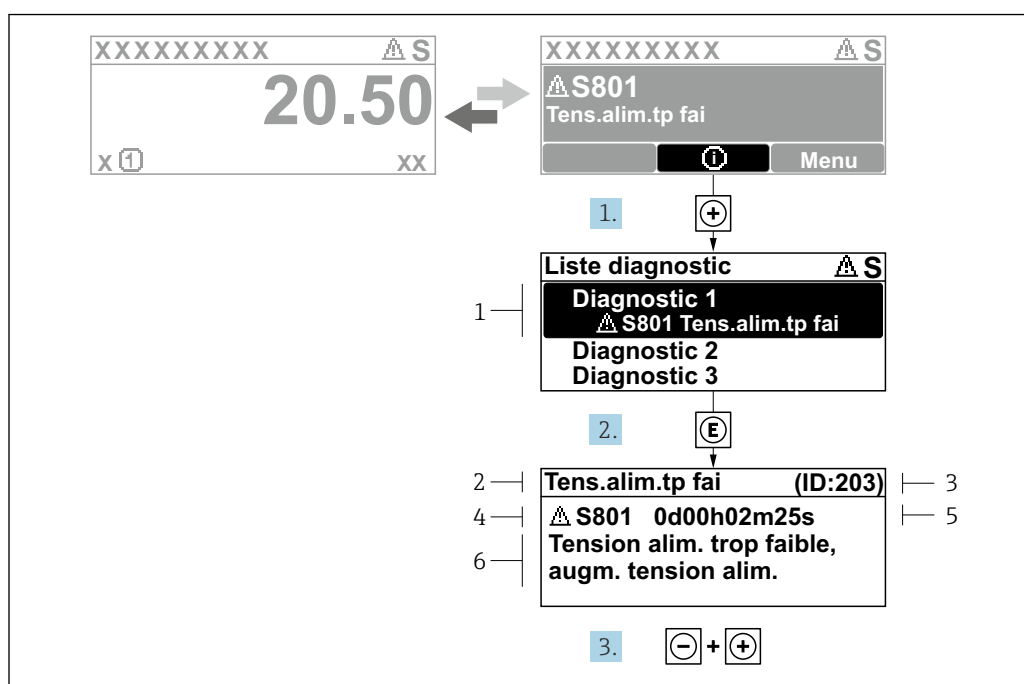 XXXXXXXXX ⚠ S
20.50
x ① xx
XXXXXXXXX ⚠ S
⚠ S801
Tens.alim.tp fai
ⓘ Menu
1. +
Liste diagnostic ⚠ S
1
Diagnostic 1
⚠ S801 Tens.alim.tp fai
Diagnostic 2
Diagnostic 3
2. E
2 Tens.alim.tp fai (ID:203) 3
4 ⚠ S801 0d00h02m25s 5
6 Tension alim. trop faible,
augm. tension alim.
3. − + +